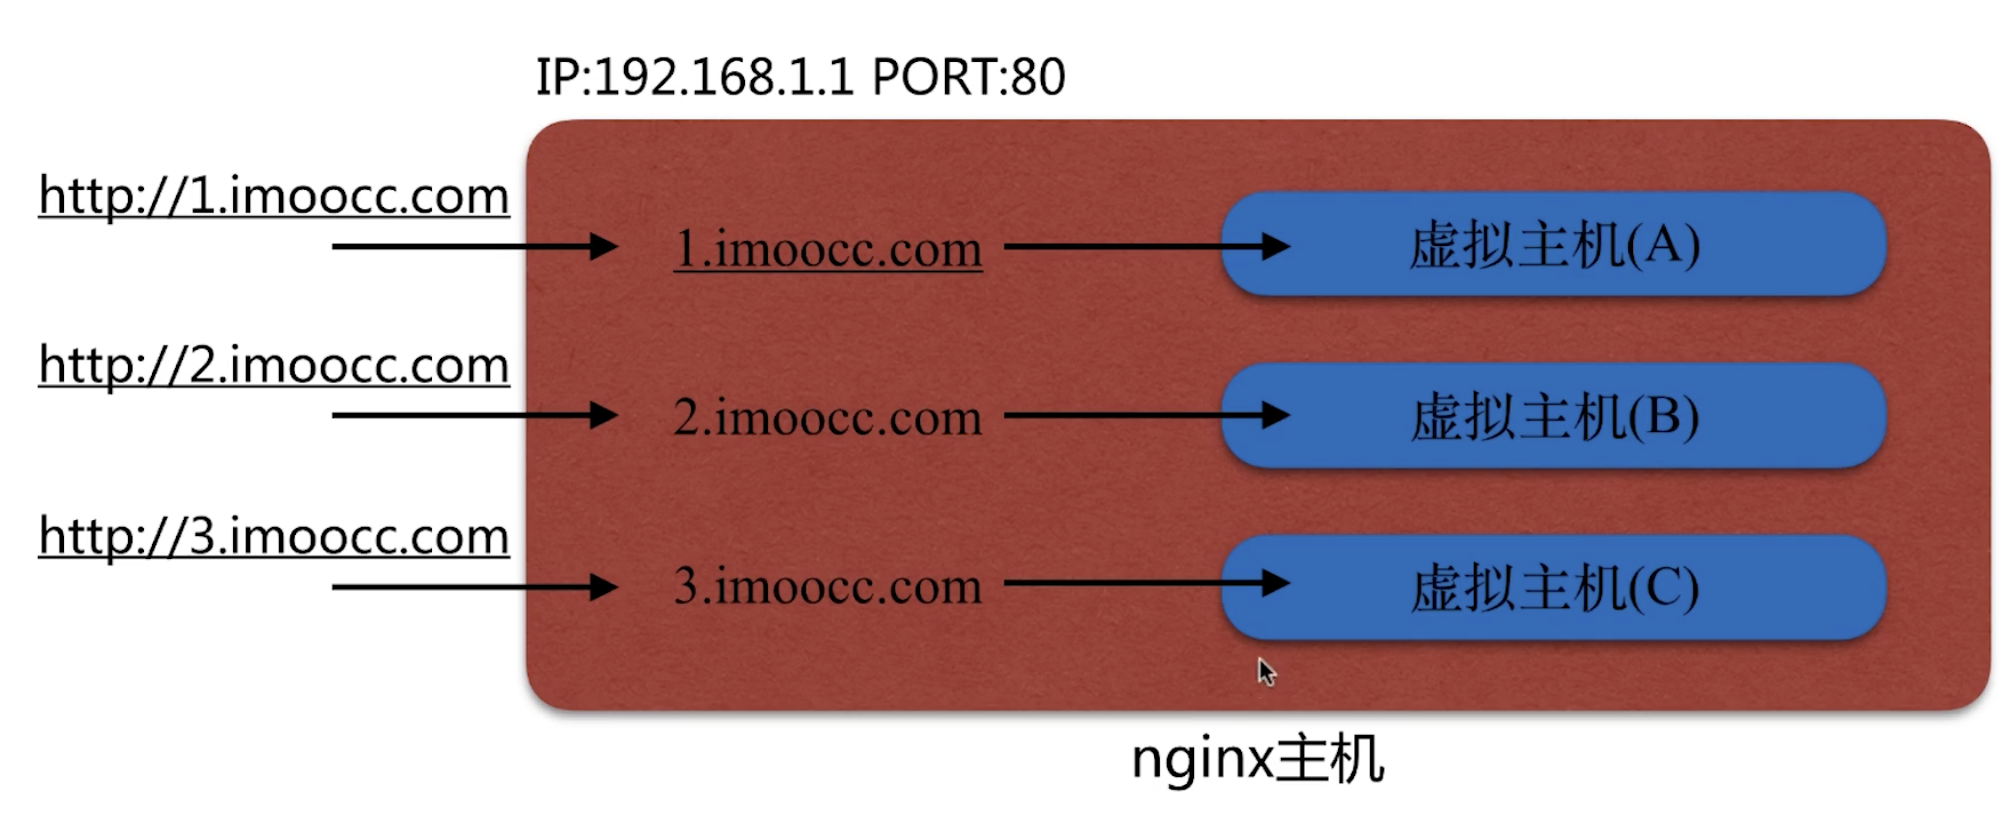 IP:192.168.1.1 PORT:80
http://1.imoocc.com
1.imoocc.com
虚拟主机(A)
http://2.imoocc.com
2.imoocc.com
虚拟主机(B)
http://3.imoocc.com
3.imoocc.com
虚拟主机(C)
nginx主机